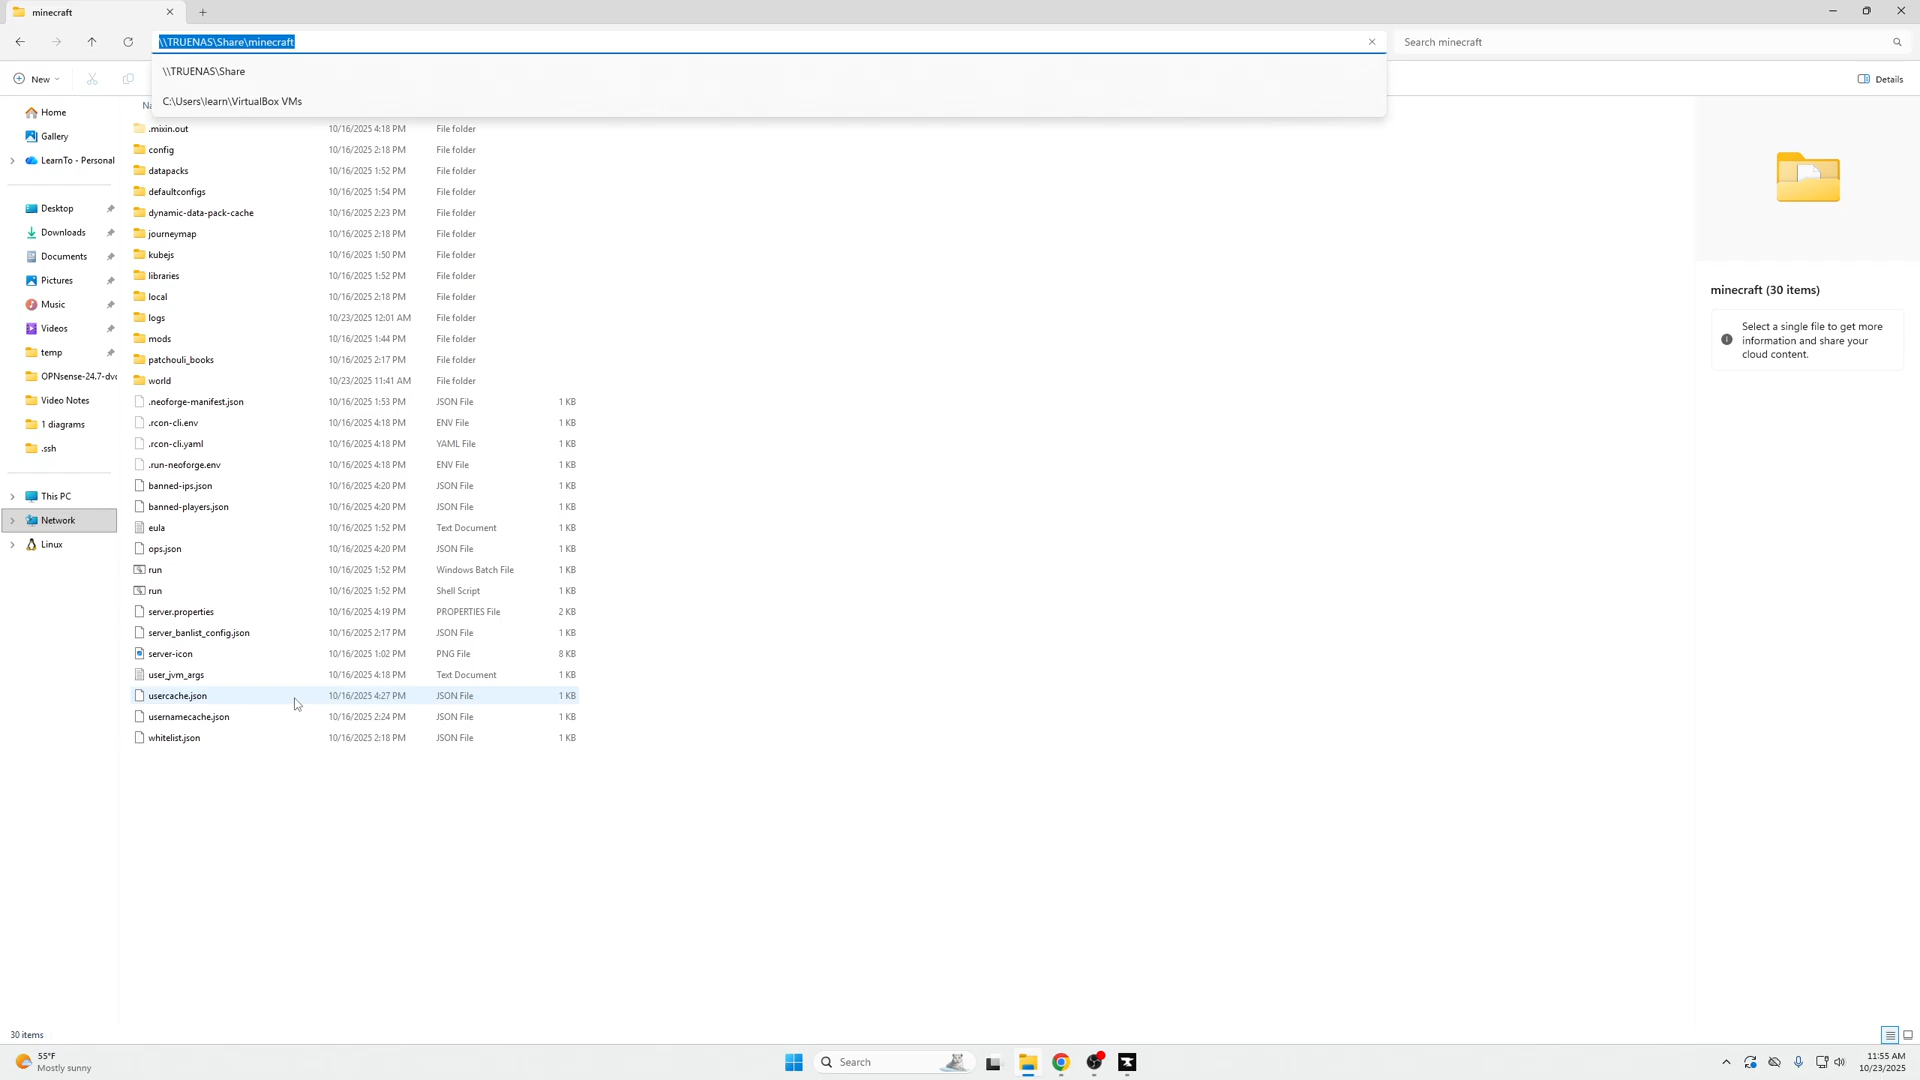 minecraft
\\TRUENAS\Share\minecraft
Search minecraft
\\TRUENAS\Share
C:\Users\learn\VirtualBox VMs
New
Details
Home
Gallery
LearnTo - Personal
Desktop
Downloads
Documents
Pictures
Music
Videos
temp
OPNsense-24.7-dvd
Video Notes
1 diagrams
.ssh
This PC
Network
Linux
Na
.mixin.out 10/16/2025 4:18 PM File folder
config 10/16/2025 2:18 PM File folder
datapacks 10/16/2025 1:52 PM File folder
defaultconfigs 10/16/2025 1:54 PM File folder
dynamic-data-pack-cache 10/16/2025 2:23 PM File folder
journeymap 10/16/2025 2:18 PM File folder
kubejs 10/16/2025 1:50 PM File folder
libraries 10/16/2025 1:52 PM File folder
local 10/16/2025 2:18 PM File folder
logs 10/23/2025 12:01 AM File folder
mods 10/16/2025 1:44 PM File folder
patchouli_books 10/16/2025 2:17 PM File folder
world 10/23/2025 11:41 AM File folder
.neoforge-manifest.json 10/16/2025 1:53 PM JSON File 1 KB
.rcon-cli.env 10/16/2025 4:18 PM ENV File 1 KB
.rcon-cli.yaml 10/16/2025 4:18 PM YAML File 1 KB
.run-neoforge.env 10/16/2025 4:18 PM ENV File 1 KB
banned-ips.json 10/16/2025 4:20 PM JSON File 1 KB
banned-players.json 10/16/2025 4:20 PM JSON File 1 KB
eula 10/16/2025 1:52 PM Text Document 1 KB
ops.json 10/16/2025 4:20 PM JSON File 1 KB
run 10/16/2025 1:52 PM Windows Batch File 1 KB
run 10/16/2025 1:52 PM Shell Script 1 KB
server.properties 10/16/2025 4:19 PM PROPERTIES File 2 KB
server_banlist_config.json 10/16/2025 2:17 PM JSON File 1 KB
server-icon 10/16/2025 1:02 PM PNG File 8 KB
user_jvm_args 10/16/2025 4:18 PM Text Document 1 KB
usercache.json 10/16/2025 4:27 PM JSON File 1 KB
usernamecache.json 10/16/2025 2:24 PM JSON File 1 KB
whitelist.json 10/16/2025 2:18 PM JSON File 1 KB
minecraft (30 items)
Select a single file to get more
information and share your
cloud content.
30 items
55°F
Mostly sunny
Search
11:55 AM
10/23/2025